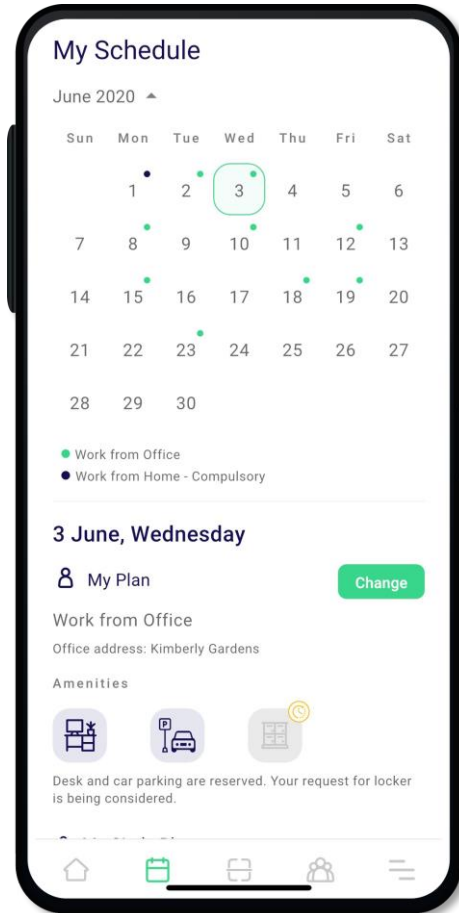 My Schedule
June 2020
Sun Mon Tue Wed Thu Fri Sat
1 2 3 4 5 6
7 8 9 10 11 12 13
14 15 16 17 18 19 20
21 22 23 24 25 26 27
28 29 30
Work from Office
Work from Home - Compulsory
3 June, Wednesday
My Plan
Change
Work from Office
Office address: Kimberly Gardens
Amenities
P
Desk and car parking are reserved. Your request for locker
is being considered.